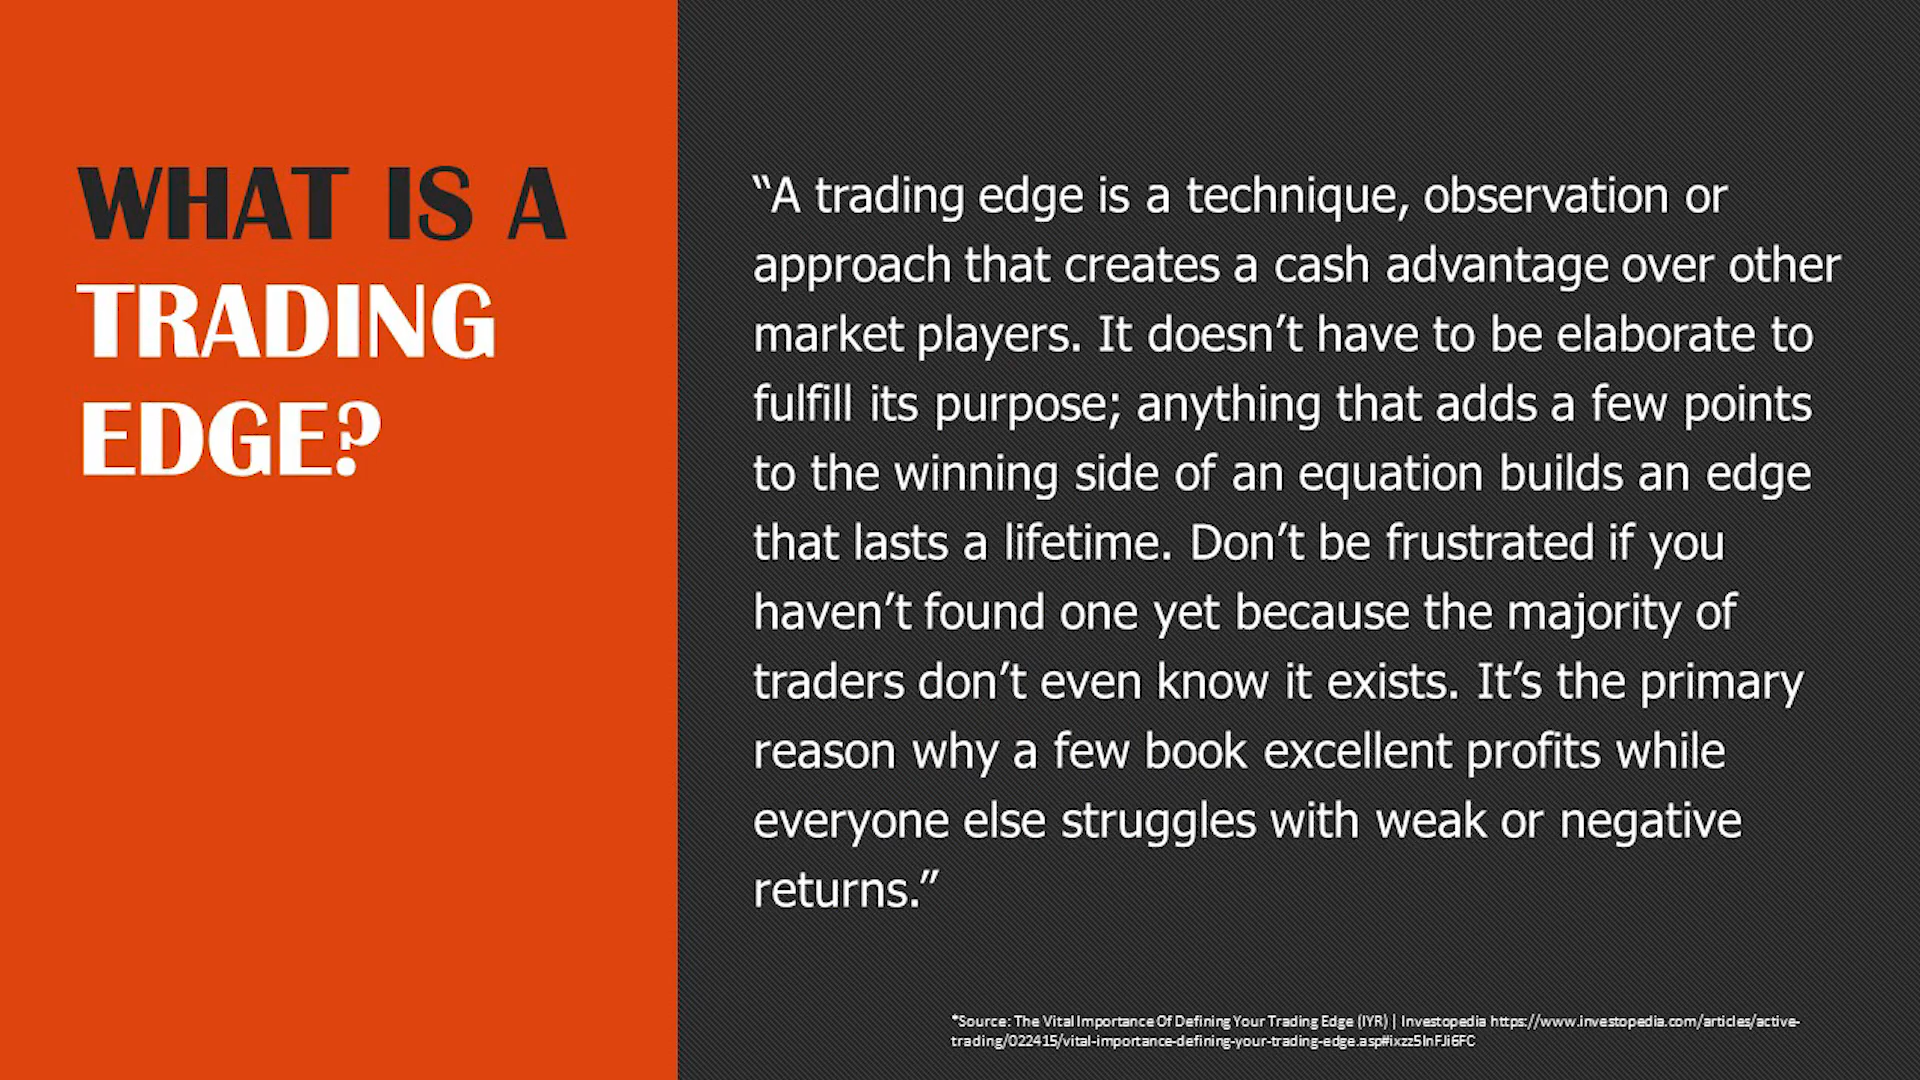 WHAT IS A
TRADING
EDGE?
“A trading edge is a technique, observation or
approach that creates a cash advantage over other
market players. It doesn’t have to be elaborate to
fulfill its purpose; anything that adds a few points
to the winning side of an equation builds an edge
that lasts a lifetime. Don’t be frustrated if you
haven’t found one yet because the majority of
traders don’t even know it exists. It’s the primary
reason why a few book excellent profits while
everyone else struggles with weak or negative
returns.”
*Source: The Vital Importance Of Defining Your Trading Edge (IYR) | Investopedia https://www.investopedia.com/articles/active-
trading/022415/vital-importance-defining-your-trading-edge.asp#ixzz5InFJi6FC